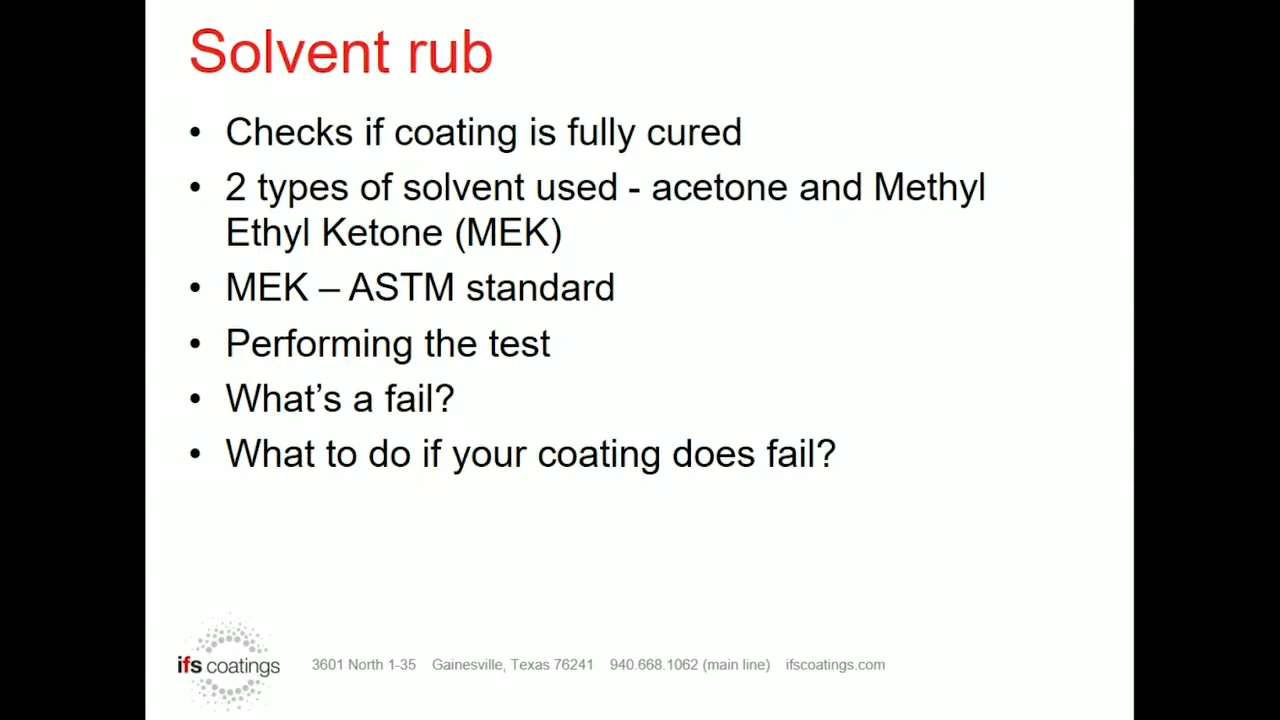 Solvent rub
• Checks if coating is fully cured
• 2 types of solvent used - acetone and Methyl
Ethyl Ketone (MEK)
• MEK – ASTM standard
• Performing the test
• What’s a fail?
• What to do if your coating does fail?
ifs coatings 3601 North 1-35 Gainesville, Texas 76241 940.668.1062 (main line) ifscoatings.com